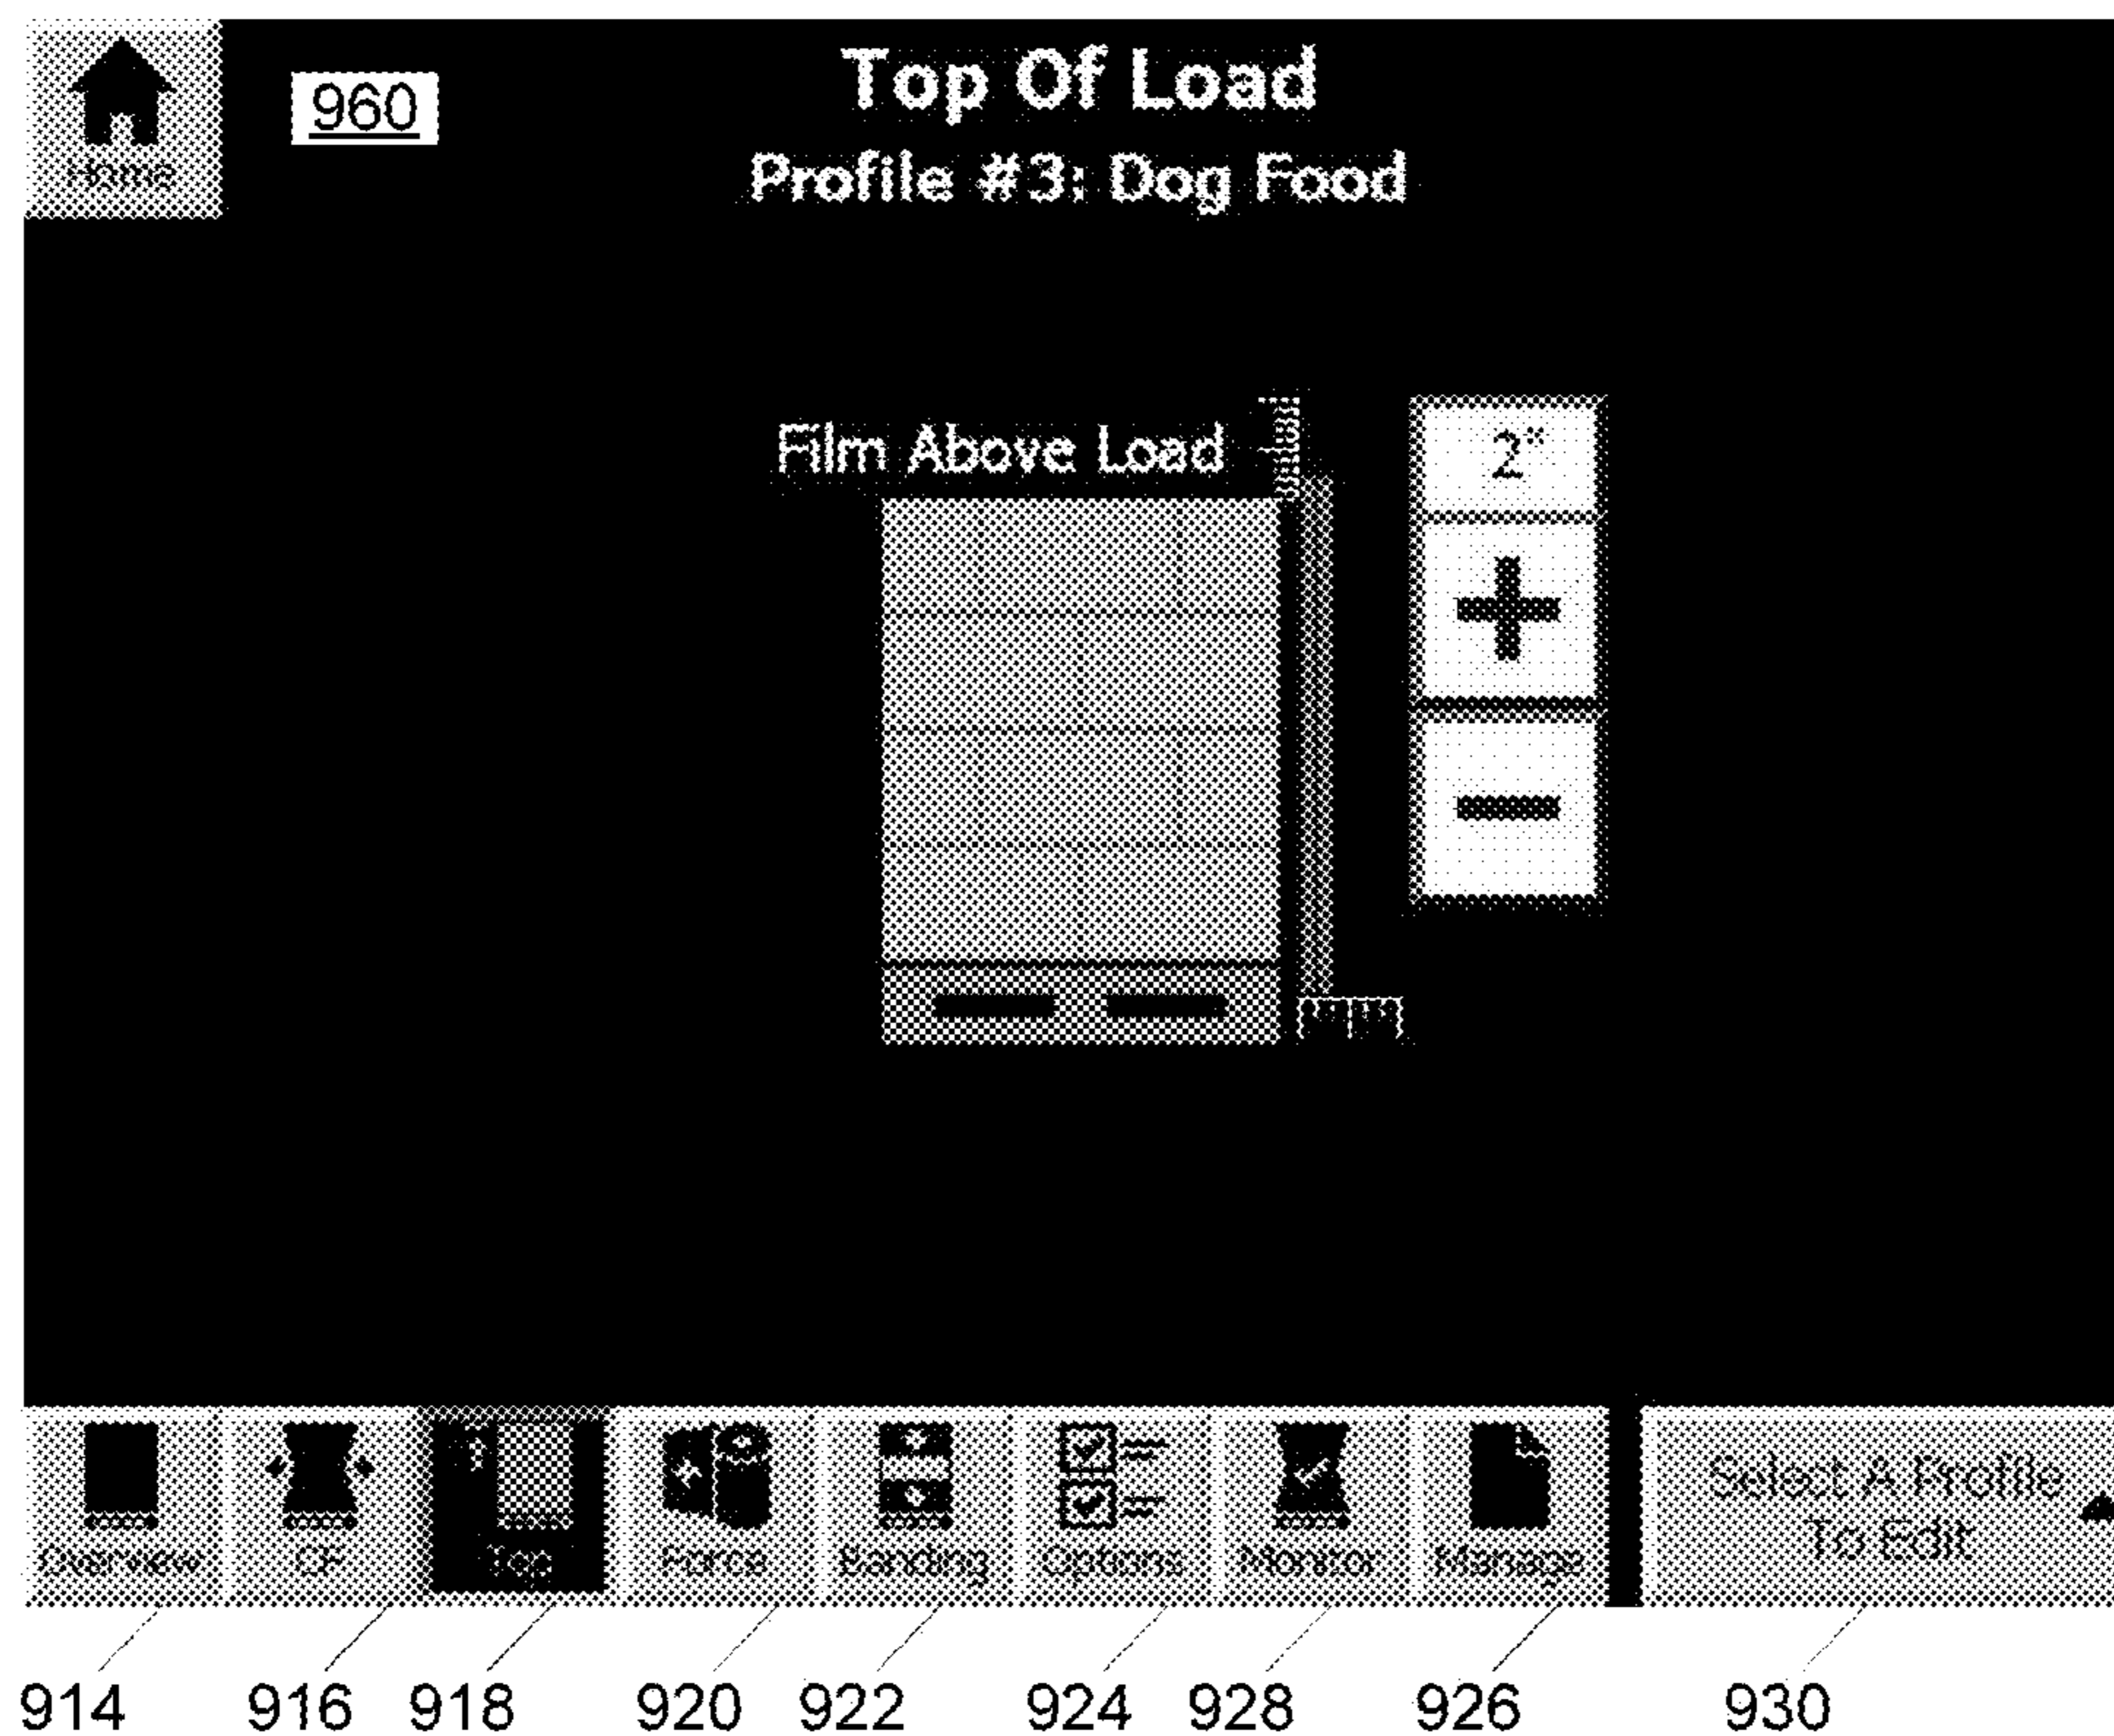 Home
960
Top Of Load
Profile #3: Dog Food
Film Above Load
2"
Overview
CF
Top
Force
Banding
Options
Monitor
Manage
Select A Profile
To Edit
914 916 918 920 922 924 928 926 930